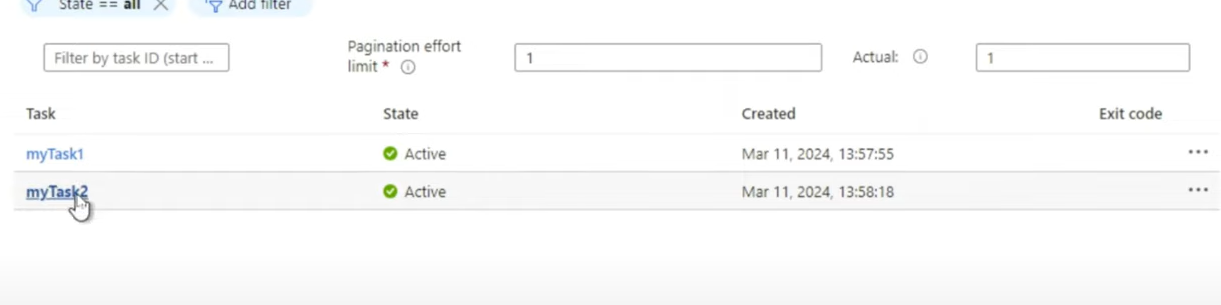 State == all
Add filter
Filter by task ID (start ...
Pagination effort
limit *
1
Actual:
1
Task State Created Exit code
myTask1 Active Mar 11, 2024, 13:57:55
myTask2 Active Mar 11, 2024, 13:58:18